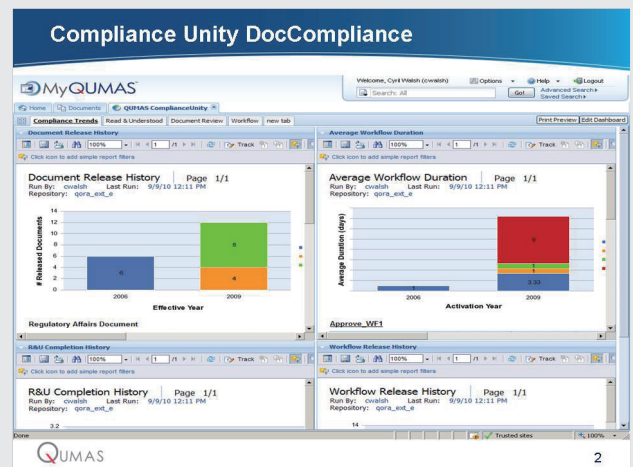 Compliance Unity DocCompliance
MyQUMAS
Welcome, Cyril Walsh (cwalsh) Options Help Logout
Search: All Go! Advanced Search
Saved Search
Home Documents QUMAS ComplianceUnity
Compliance Trends Read & Understood Document Review Workflow new tab Print Preview Edit Dashboard
Document Release History
100% 1 /1 Track
Click icon to add simple report filters
Document Release History Page 1/1
Run By: cwalsh Last Run: 9/9/10 12:11 PM
Repository: qora_ext_e
# Released Documents
14
12
10
8
6
4
2
0
6
8
4
2006 2009
Effective Year
Regulatory Affairs Document
Average Workflow Duration
100% 1 /1 Track
Click icon to add simple report filters
Average Workflow Duration Page 1/1
Run By: cwalsh Last Run: 9/9/10 12:11 PM
Repository: qora_ext_e
Average Duration (days)
1
9
1
1
3.33
2006 2009
Activation Year
Approve_WF1
R&U Completion History
100% 1 /1 Track
Click icon to add simple report filters
R&U Completion History Page 1/1
Run By: cwalsh Last Run: 9/9/10 12:11 PM
Repository: qora_ext_e
3.2
Workflow Release History
100% 1 /1 Track
Click icon to add simple report filters
Workflow Release History Page 1/1
Run By: cwalsh Last Run: 9/9/10 12:11 PM
Repository: qora_ext_e
14
Done Trusted sites 100%
QUMAS
2